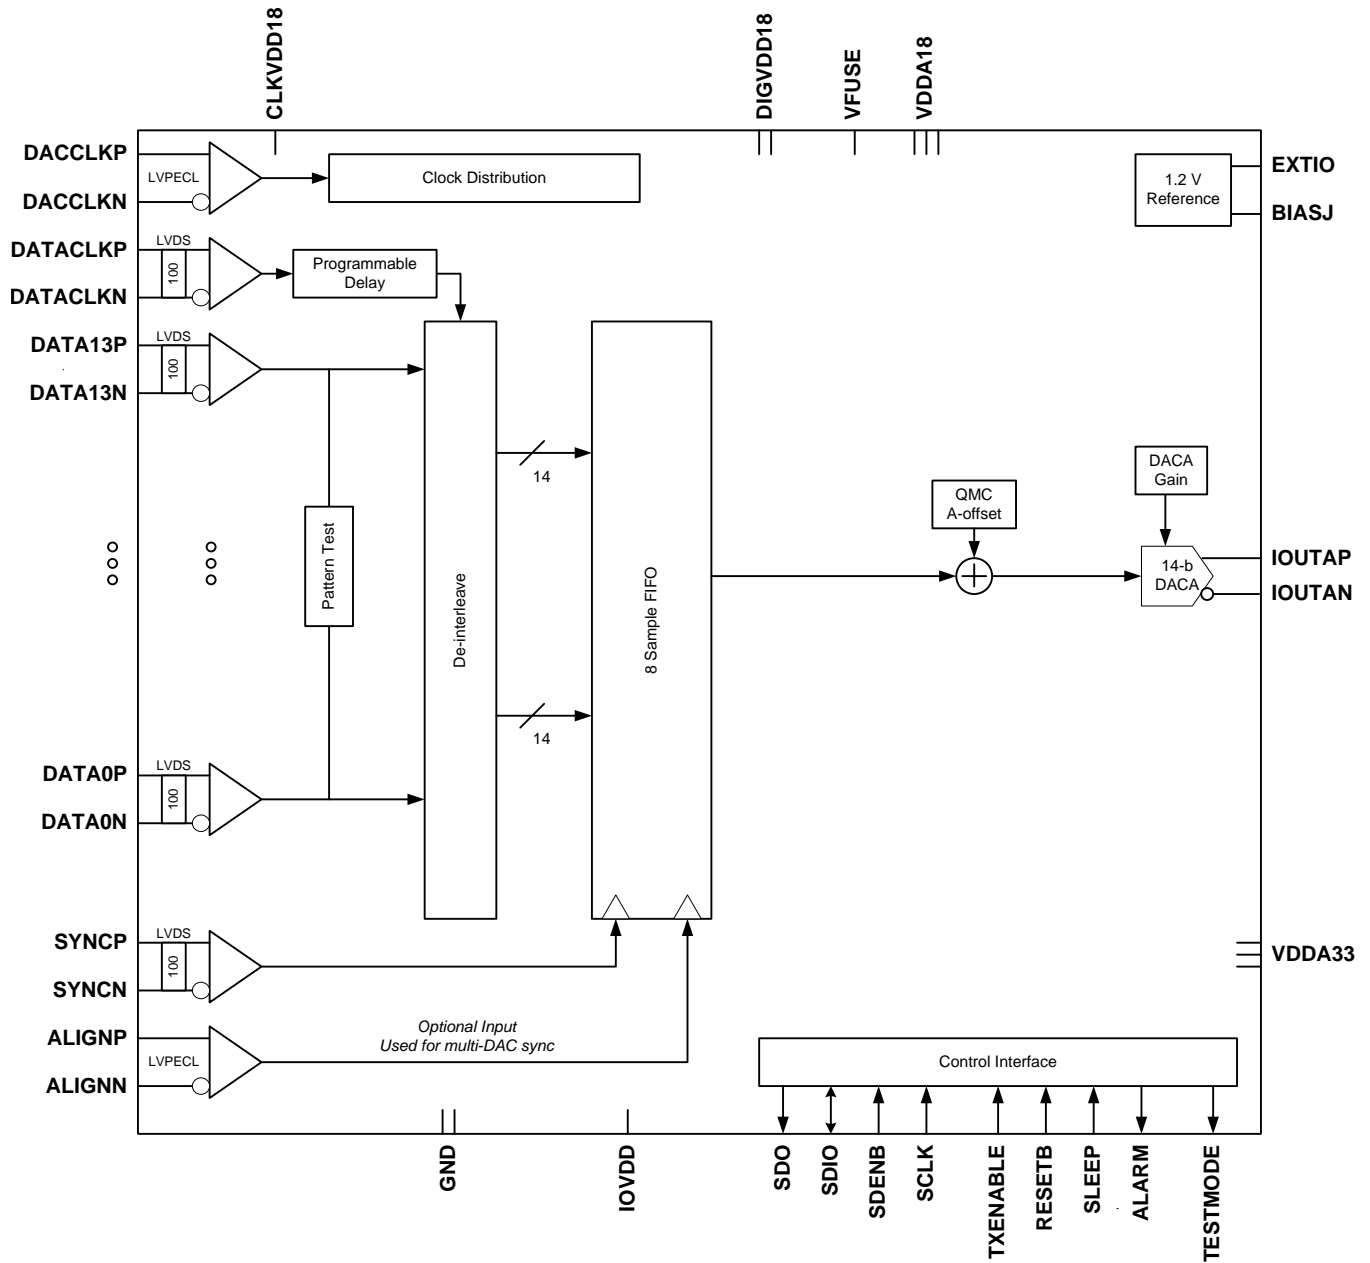 CLKVDD18
DIGVDD18
VFUSE
VDDA18
DACCLKP
LVPECL
DACCLKN
Clock Distribution
1.2 V
Reference
EXTIO
BIASJ
DATACLKP
LVDS
100
DATACLKN
Programmable
Delay
DATA13P
LVDS
100
DATA13N
Pattern Test
De-interleave
14
14
8 Sample FIFO
QMC
A-offset
DACA
Gain
14-b
DACA
IOUTAP
IOUTAN
DATA0P
LVDS
100
DATA0N
SYNCP
LVDS
100
SYNCN
VDDA33
ALIGNP
LVPECL
ALIGNN
Optional Input
Used for multi-DAC sync
Control Interface
GND
IOVDD
SDO
SDIO
SDENB
SCLK
TXENABLE
RESETB
SLEEP
ALARM
TESTMODE